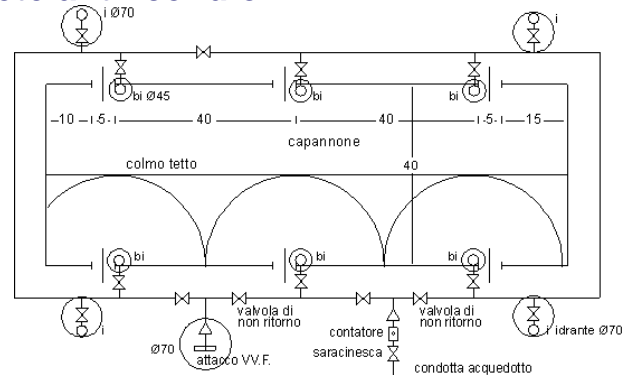 i Ø70
i
bi Ø45
bi
bi
10 5 40 40 5 15
capannone
colmo tetto
40
bi
bi
bi
i
valvola di
non ritorno
valvola di
non ritorno
contatore
i idrante Ø70
Ø70
attacco VV.F.
saracinesca
condotta acquedotto